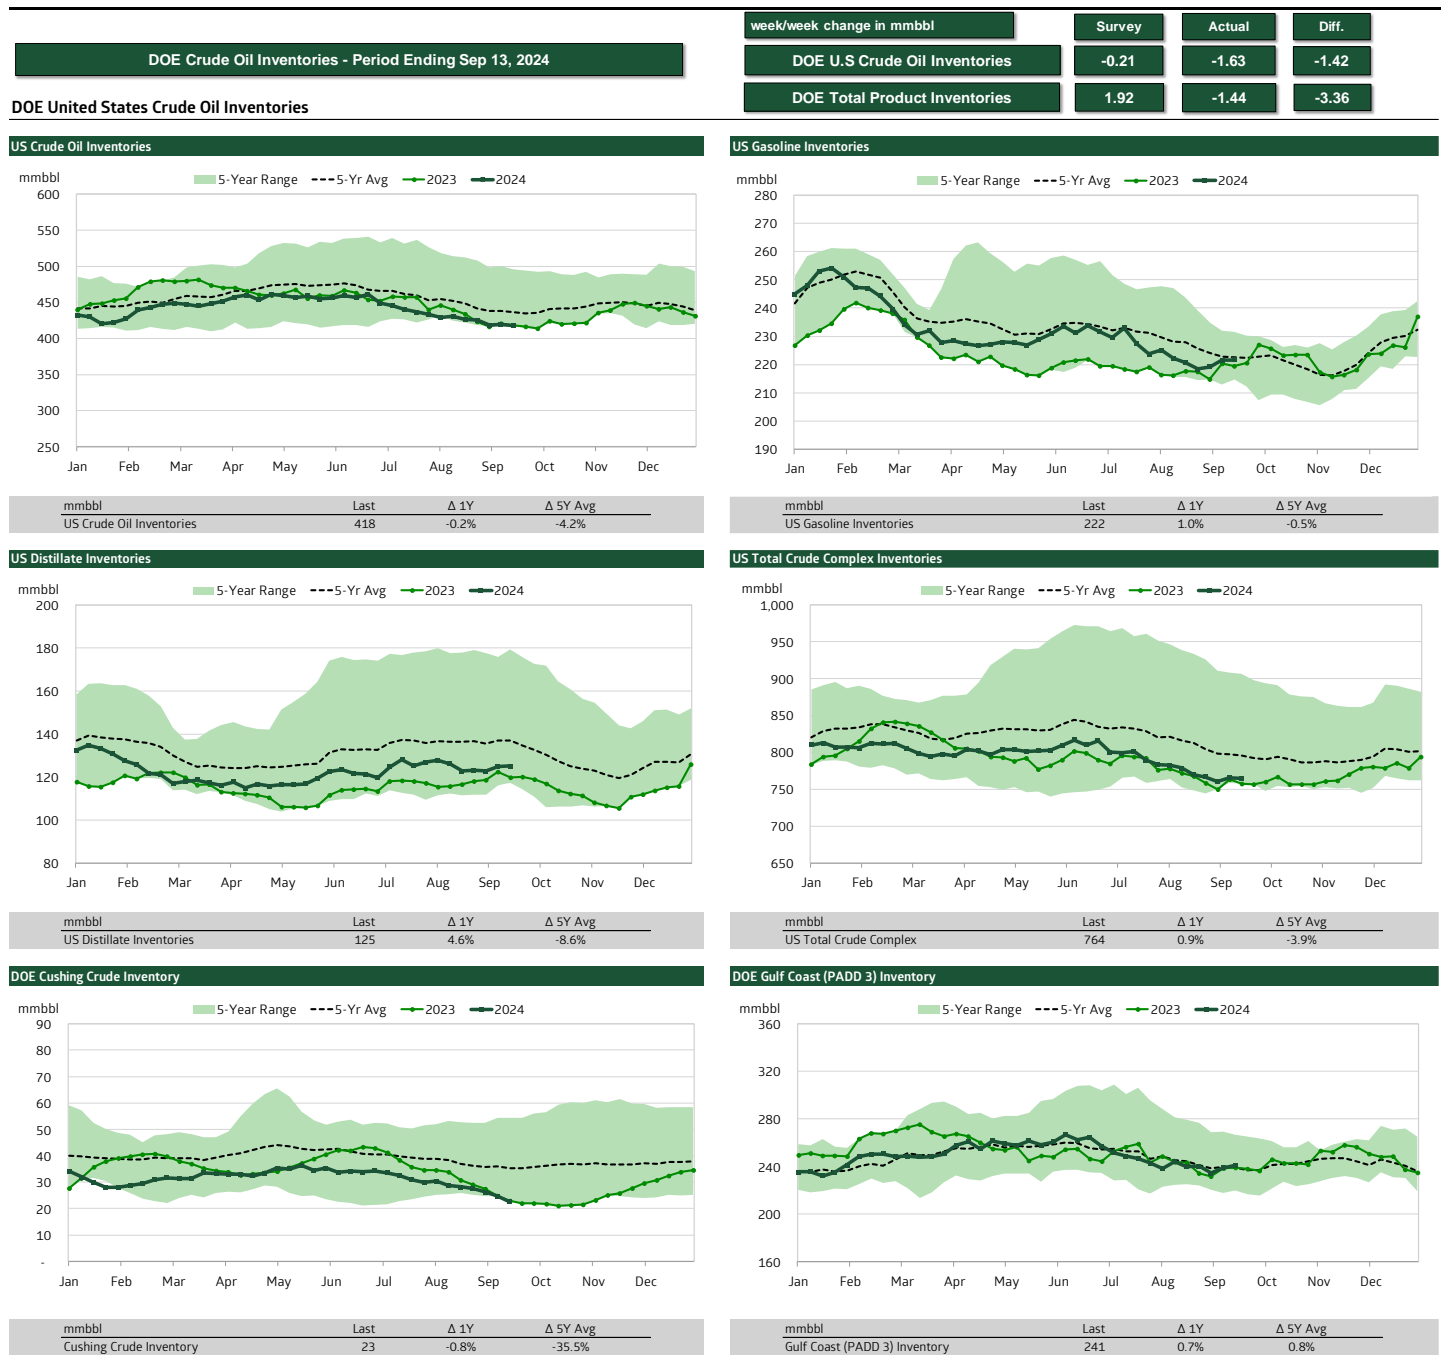 week/week change in mmbbl Survey Actual Diff.
DOE Crude Oil Inventories - Period Ending Sep 13, 2024
DOE U.S Crude Oil Inventories -0.21 -1.63 -1.42
DOE Total Product Inventories 1.92 -1.44 -3.36
DOE United States Crude Oil Inventories
US Crude Oil Inventories
mmbbl
5-Year Range 5-Yr Avg 2023 2024
600
550
500
450
400
350
300
250
Jan Feb Mar Apr May Jun Jul Aug Sep Oct Nov Dec
mmbbl Last Δ 1Y Δ 5Y Avg
US Crude Oil Inventories 418 -0.2% -4.2%
US Gasoline Inventories
mmbbl
5-Year Range 5-Yr Avg 2023 2024
280
270
260
250
240
230
220
210
200
190
Jan Feb Mar Apr May Jun Jul Aug Sep Oct Nov Dec
mmbbl Last Δ 1Y Δ 5Y Avg
US Gasoline Inventories 222 1.0% -0.5%
US Distillate Inventories
mmbbl
5-Year Range 5-Yr Avg 2023 2024
200
180
160
140
120
100
80
Jan Feb Mar Apr May Jun Jul Aug Sep Oct Nov Dec
mmbbl Last Δ 1Y Δ 5Y Avg
US Distillate Inventories 125 4.6% -8.6%
US Total Crude Complex Inventories
mmbbl
5-Year Range 5-Yr Avg 2023 2024
1,000
950
900
850
800
750
700
650
Jan Feb Mar Apr May Jun Jul Aug Sep Oct Nov Dec
mmbbl Last Δ 1Y Δ 5Y Avg
US Total Crude Complex 764 0.9% -3.9%
DOE Cushing Crude Inventory
mmbbl
5-Year Range 5-Yr Avg 2023 2024
90
80
70
60
50
40
30
20
10
-
Jan Feb Mar Apr May Jun Jul Aug Sep Oct Nov Dec
mmbbl Last Δ 1Y Δ 5Y Avg
Cushing Crude Inventory 23 -0.8% -35.5%
DOE Gulf Coast (PADD 3) Inventory
mmbbl
5-Year Range 5-Yr Avg 2023 2024
360
320
280
240
200
160
Jan Feb Mar Apr May Jun Jul Aug Sep Oct Nov Dec
mmbbl Last Δ 1Y Δ 5Y Avg
Gulf Coast (PADD 3) Inventory 241 0.7% 0.8%